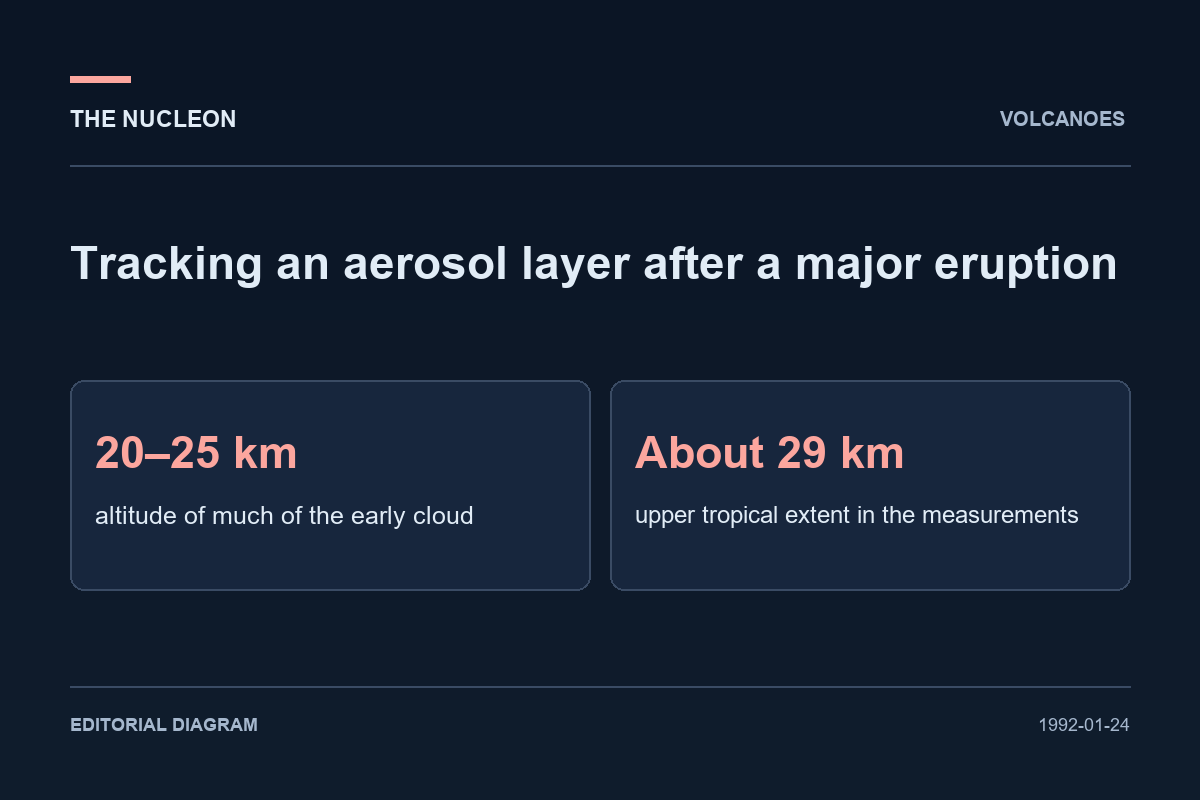 THE NUCLEON
VOLCANOES
Tracking an aerosol layer after a major eruption
20–25 km
altitude of much of the early cloud
About 29 km
upper tropical extent in the measurements
EDITORIAL DIAGRAM
1992-01-24